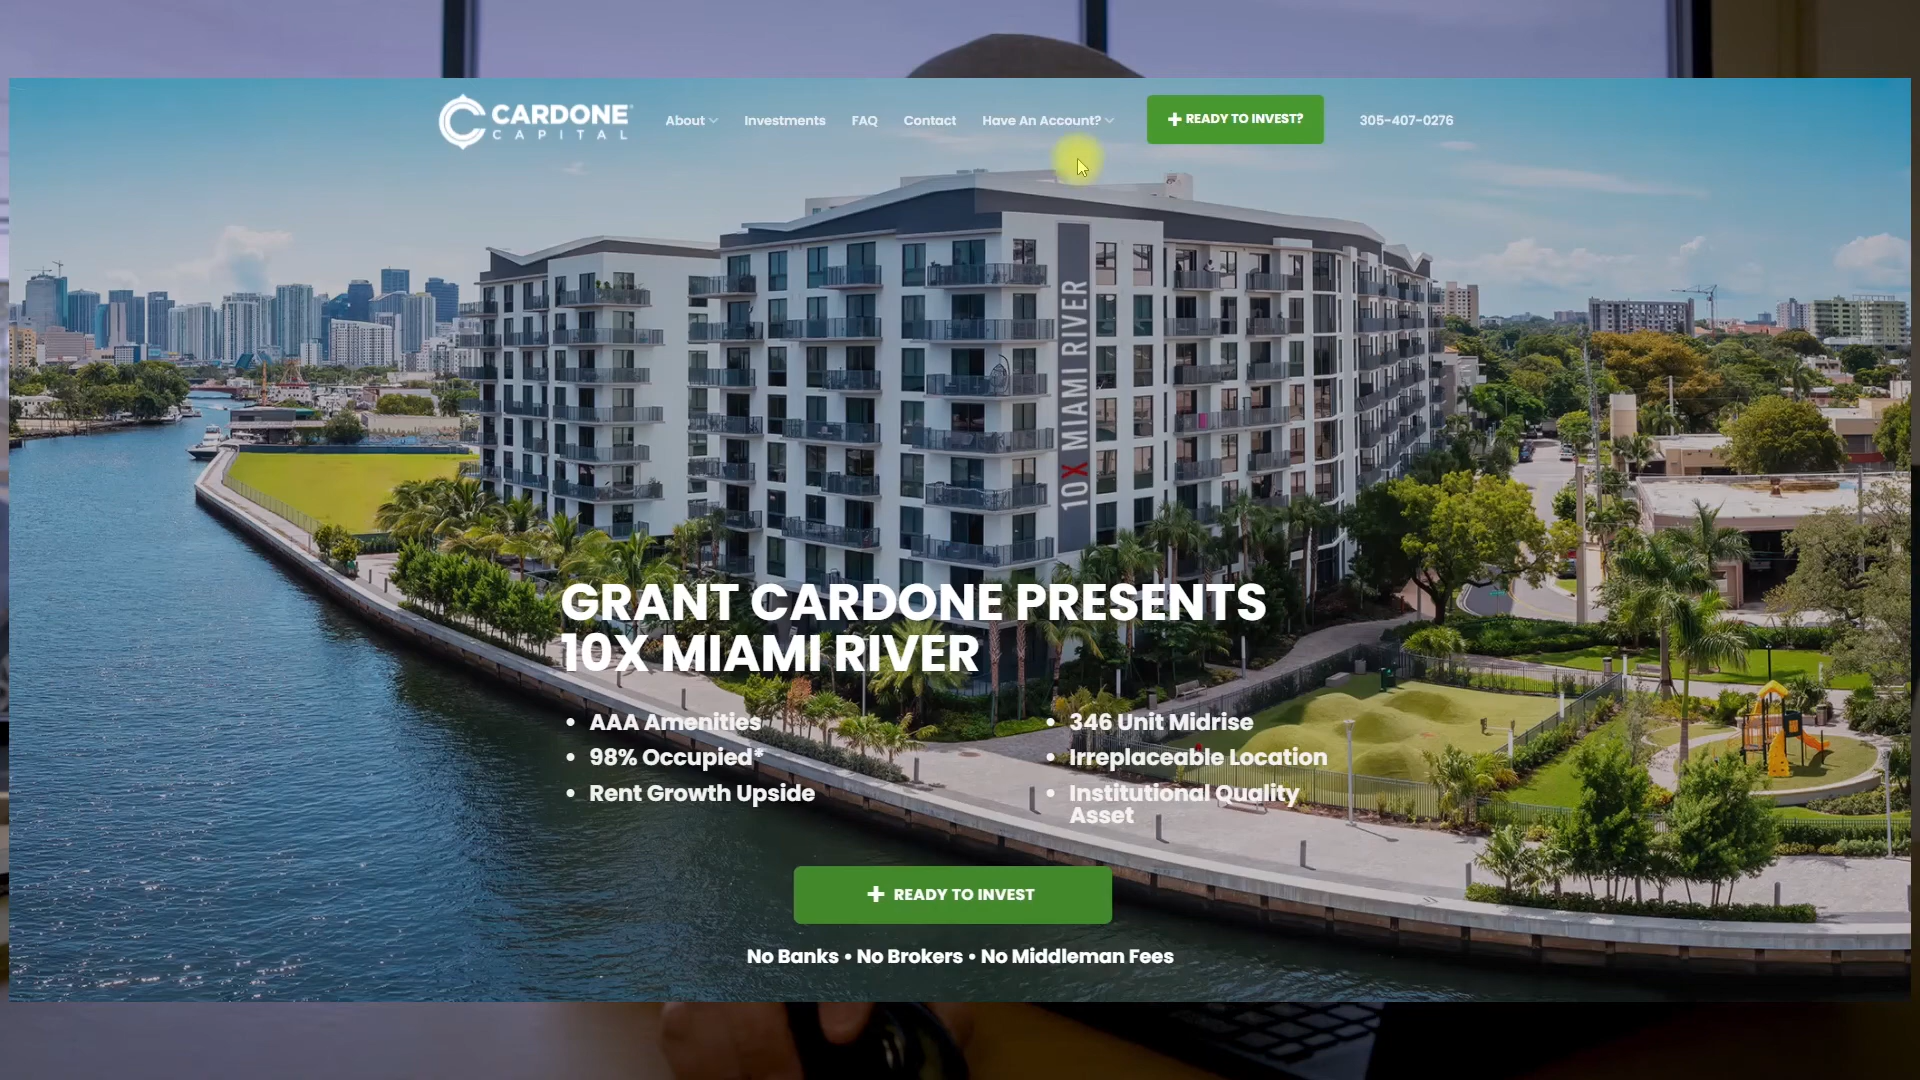 CARDONE
CAPITAL
About
Investments
FAQ
Contact
Have An Account?
READY TO INVEST?
305-407-0276
10X MIAMI RIVER
GRANT CARDONE PRESENTS
10X MIAMI RIVER
• AAA Amenities
• 98% Occupied*
• Rent Growth Upside
• 346 Unit Midrise
• Irreplaceable Location
• Institutional Quality
Asset
READY TO INVEST
No Banks • No Brokers • No Middleman Fees